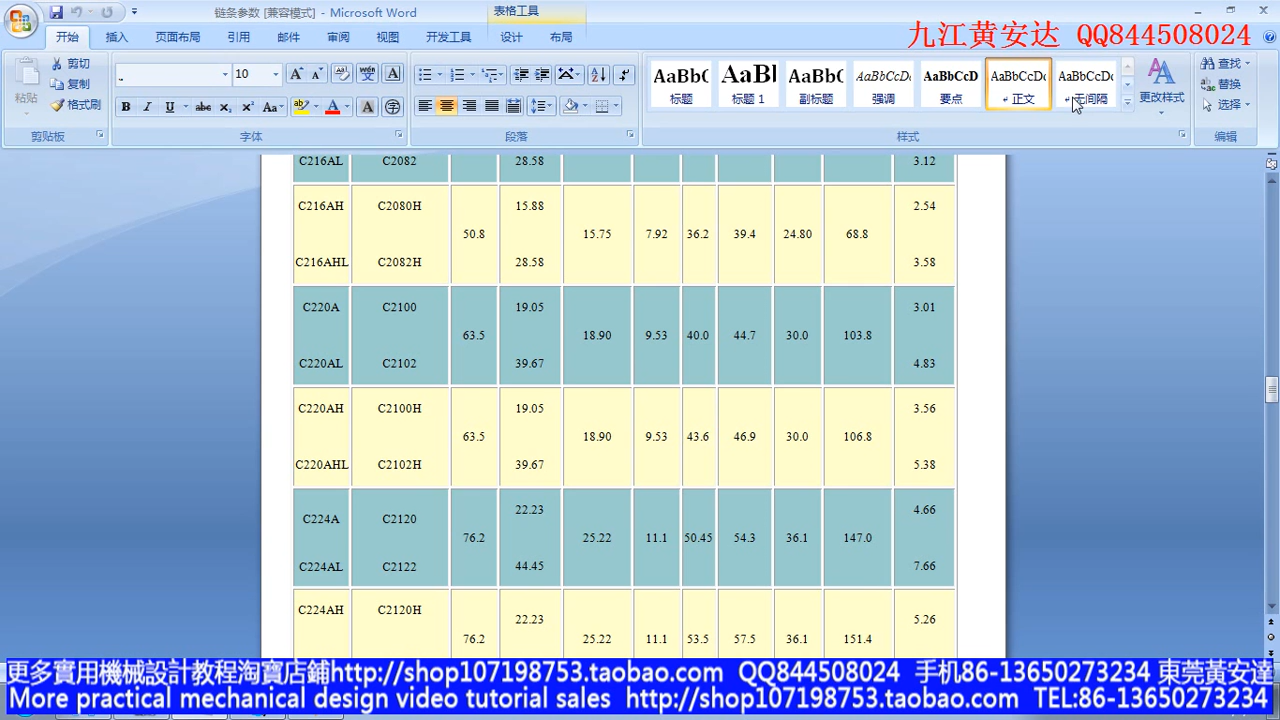 链条参数 [兼容模式] - Microsoft Word
表格工具
九江黄安达 QQ844508024
开始 插入 页面布局 引用 邮件 审阅 视图 开发工具 设计 布局
粘贴 剪切 复制 格式刷
10
B I U abc X₂ X² Aa
AaBbC 标题
AaBl 标题 1
AaBbC 副标题
AaBbCcDc 强调
AaBbCcD 要点
AaBbCcDc 正文
AaBbCcDc 无间隔
更改样式
查找 替换 选择
剪贴板 字体 段落 样式 编辑
C216AL C2082 28.58 3.12
C216AH C2080H 15.88 2.54
50.8 15.75 7.92 36.2 39.4 24.80 68.8
C216AHL C2082H 28.58 3.58
C220A C2100 19.05 3.01
63.5 18.90 9.53 40.0 44.7 30.0 103.8
C220AL C2102 39.67 4.83
C220AH C2100H 19.05 3.56
63.5 18.90 9.53 43.6 46.9 30.0 106.8
C220AHL C2102H 39.67 5.38
C224A C2120 22.23 4.66
76.2 25.22 11.1 50.45 54.3 36.1 147.0
C224AL C2122 44.45 7.66
C224AH C2120H 22.23 5.26
76.2 25.22 11.1 53.5 57.5 36.1 151.4
更多實用機械設計教程淘寶店鋪http://shop107198753.taobao.com QQ844508024 手机86-13650273234 東莞黃安達
More practical mechanical design video tutorial sales http://shop107198753.taobao.com TEL:86-13650273234